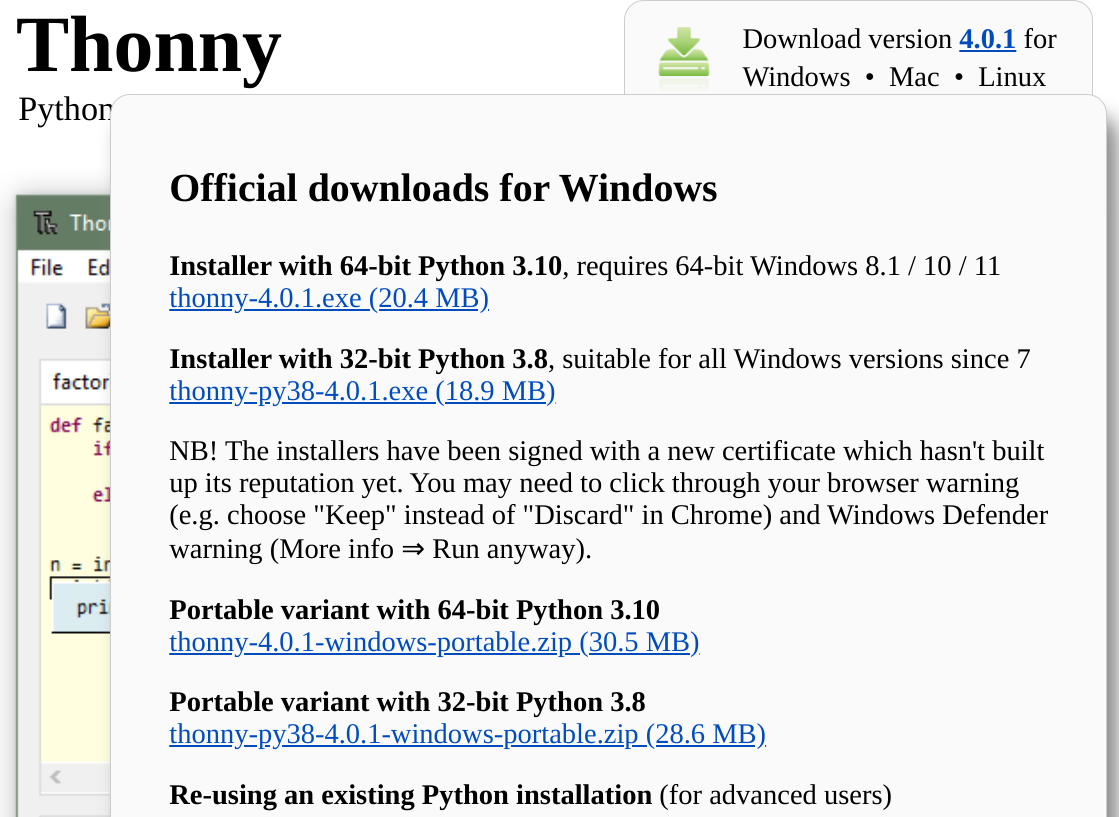 Thonny
Download version 4.0.1 for
Windows • Mac • Linux
Python
Official downloads for Windows
File
Installer with 64-bit Python 3.10, requires 64-bit Windows 8.1 / 10 / 11
thonny-4.0.1.exe (20.4 MB)
Installer with 32-bit Python 3.8, suitable for all Windows versions since 7
thonny-py38-4.0.1.exe (18.9 MB)
factor
def fa
if
el
NB! The installers have been signed with a new certificate which hasn't built
up its reputation yet. You may need to click through your browser warning
(e.g. choose "Keep" instead of "Discard" in Chrome) and Windows Defender
warning (More info ⇒ Run anyway).
n = in
pri
Portable variant with 64-bit Python 3.10
thonny-4.0.1-windows-portable.zip (30.5 MB)
Portable variant with 32-bit Python 3.8
thonny-py38-4.0.1-windows-portable.zip (28.6 MB)
Re-using an existing Python installation (for advanced users)